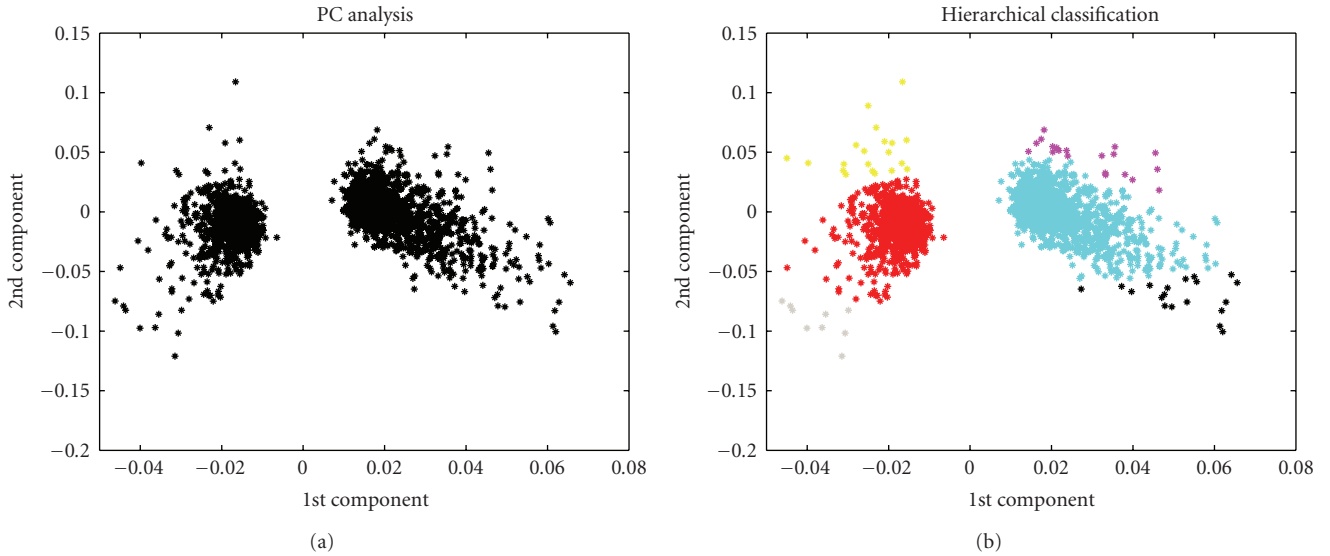 PC analysis
0.15
0.1
0.05
0
−0.05
−0.1
−0.15
−0.2
2nd component
−0.04 −0.02 0 0.02 0.04 0.06 0.08
1st component
(a)
Hierarchical classification
0.15
0.1
0.05
0
−0.05
−0.1
−0.15
−0.2
2nd component
−0.04 −0.02 0 0.02 0.04 0.06 0.08
1st component
(b)